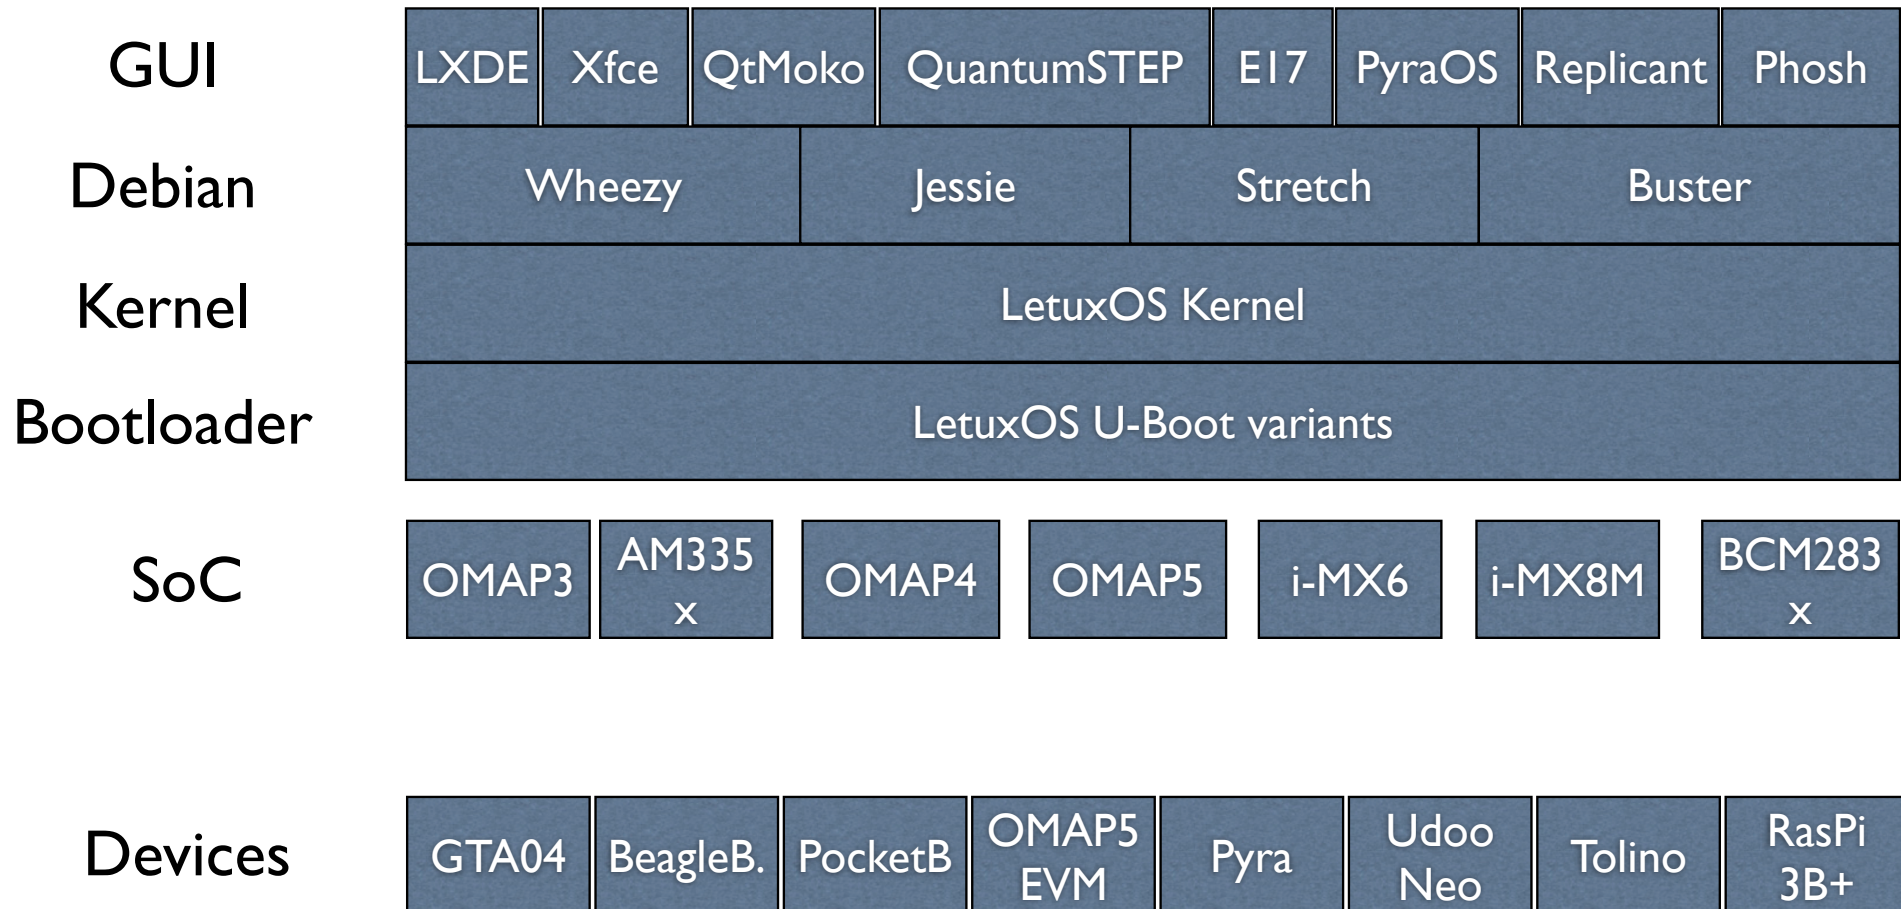 GUI
LXDE
Xfce
QtMoko
QuantumSTEP
E17
PyraOS
Replicant
Phosh
Debian
Wheezy
Jessie
Stretch
Buster
Kernel
LetuxOS Kernel
Bootloader
LetuxOS U-Boot variants
SoC
OMAP3
AM335
x
OMAP4
OMAP5
i-MX6
i-MX8M
BCM283
x
Devices
GTA04
BeagleB.
PocketB
OMAP5
EVM
Pyra
Udoo
Neo
Tolino
RasPi
3B+